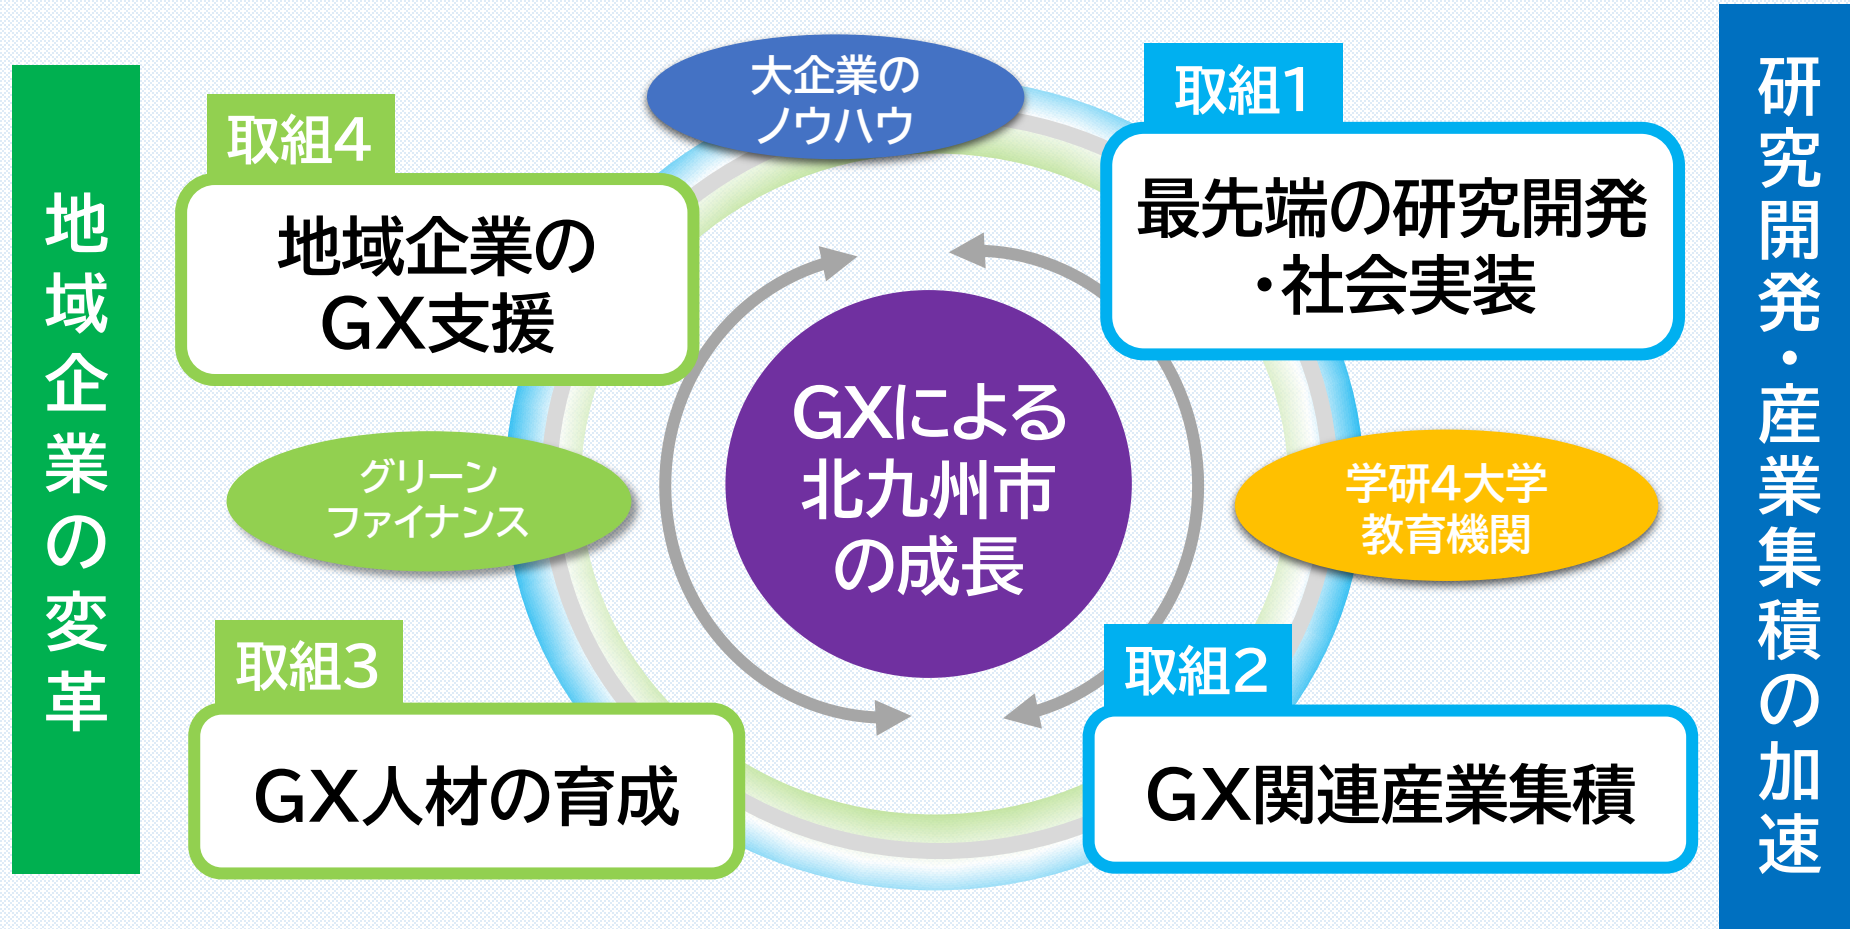 地域企業の変革
大企業の
ノウハウ
取組1
最先端の研究開発
・社会実装
取組4
地域企業の
GX支援
GXによる
北九州市
の成長
グリーン
ファイナンス
学研4大学
教育機関
取組3
GX人材の育成
取組2
GX関連産業集積
研究開発・産業集積の加速